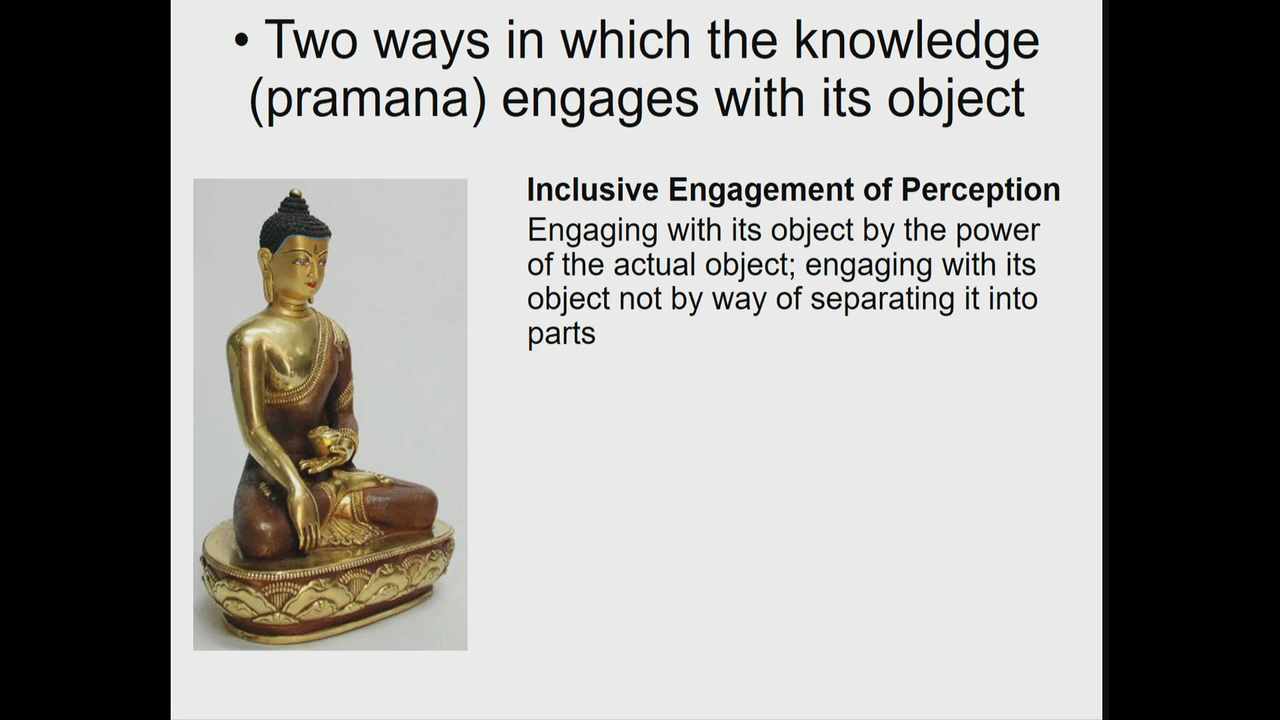 • Two ways in which the knowledge
(pramana) engages with its object
Inclusive Engagement of Perception
Engaging with its object by the power
of the actual object; engaging with its
object not by way of separating it into
parts